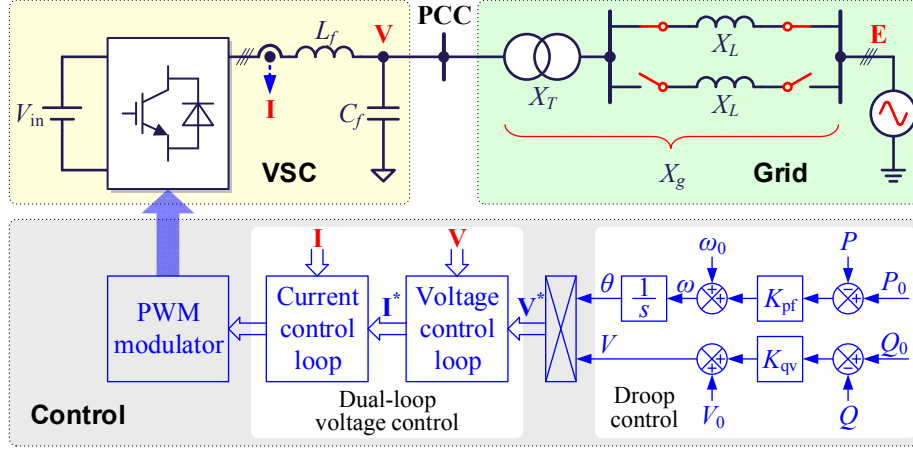 PCC
L_f
V
X_L
E
V_in
I
C_f
X_T
X_L
VSC
X_g
Grid
I
V
ω_0
P
PWM
modulator
Current
control
loop
I*
Voltage
control
loop
V*
θ
1/s
ω
K_pf
P_0
V
K_qv
Q_0
Dual-loop
voltage control
V_0
Q
Droop
control
Control